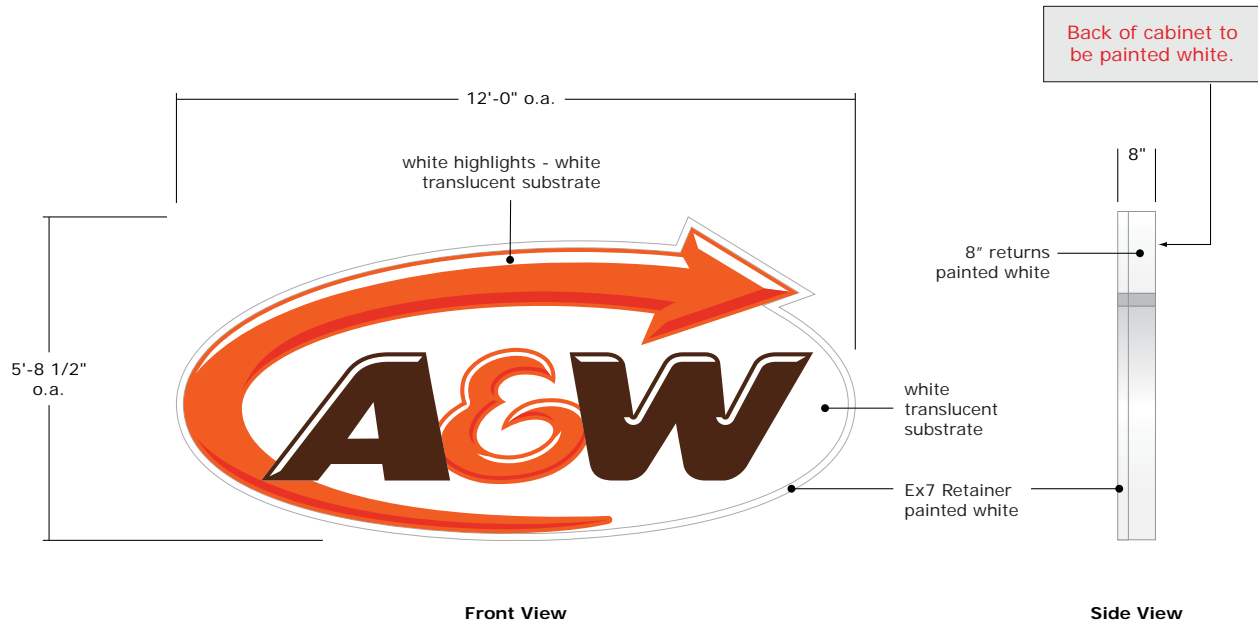 Back of cabinet to
be painted white.
12'-0" o.a.
8"
white highlights - white
translucent substrate
8" returns
painted white
5'-8 1/2"
o.a.
A&W
white
translucent
substrate
Ex7 Retainer
painted white
Front View
Side View